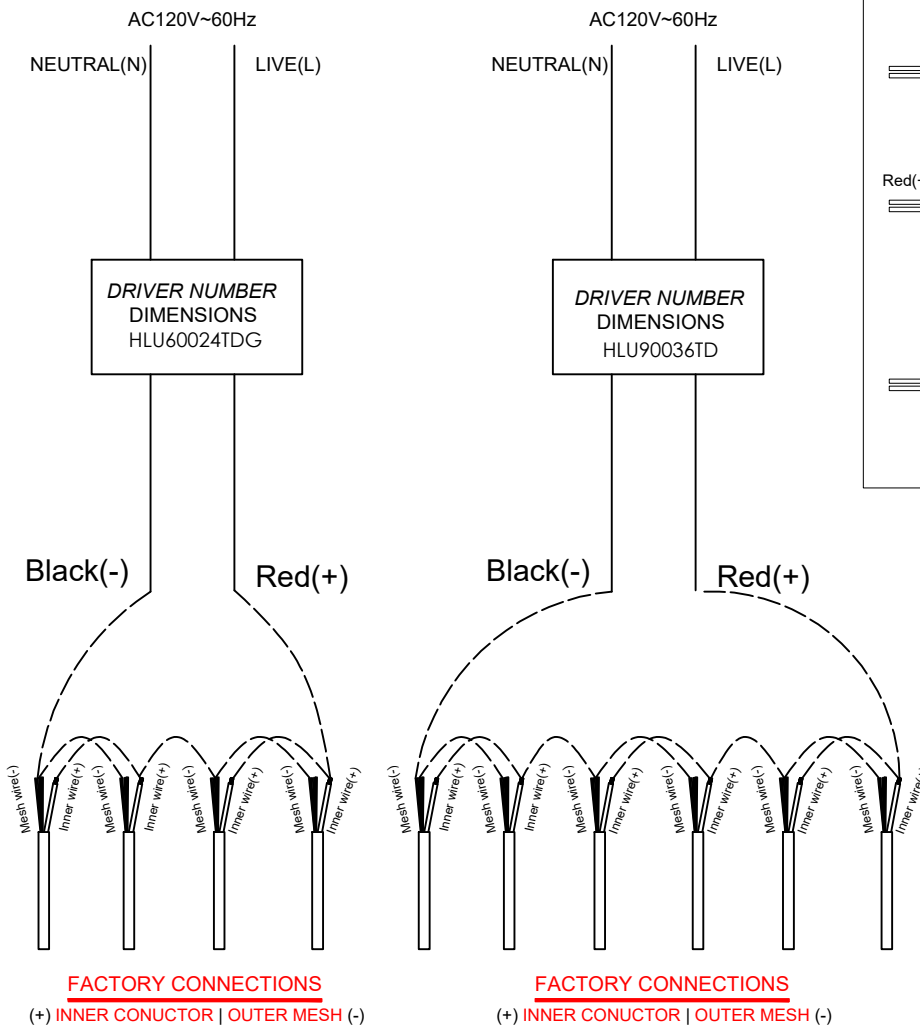 AC120V~60Hz
NEUTRAL(N)
LIVE(L)
DRIVER NUMBER
DIMENSIONS
HLU60024TDG
Black(-)
Red(+)
Mesh wire(-)
Inner wire(+)
Mesh wire(-)
Inner wire(+)
Mesh wire(-)
Inner wire(+)
Mesh wire(-)
Inner wire(+)
FACTORY CONNECTIONS
(+) INNER CONUCTOR | OUTER MESH (-)
AC120V~60Hz
NEUTRAL(N)
LIVE(L)
DRIVER NUMBER
DIMENSIONS
HLU90036TD
Black(-)
Red(+)
Mesh wire(-)
Inner wire(+)
Mesh wire(-)
Inner wire(+)
Mesh wire(-)
Inner wire(+)
Mesh wire(-)
Inner wire(+)
Mesh wire(-)
Inner wire(+)
Mesh wire(-)
Inner wire(+)
FACTORY CONNECTIONS
(+) INNER CONUCTOR | OUTER MESH (-)
Red(+